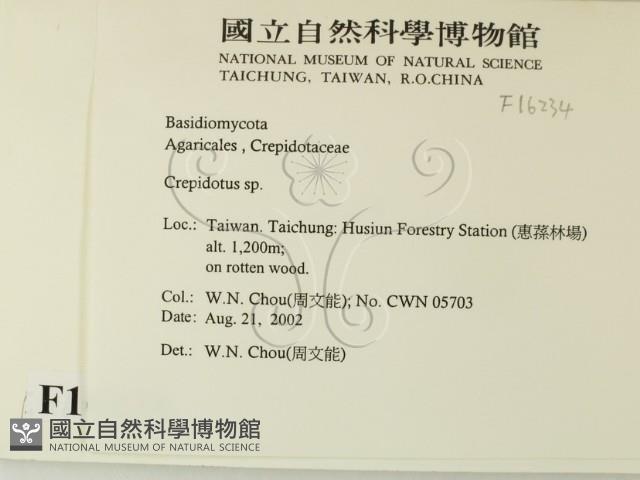 國立自然科學博物館
NATIONAL MUSEUM OF NATURAL SCIENCE
TAICHUNG, TAIWAN, R.O.CHINA
F16234
Basidiomycota
Agaricales , Crepidotaceae
Crepidotus sp.
Loc.: Taiwan. Taichung: Husiun Forestry Station (惠蓀林場)
alt. 1,200m;
on rotten wood.
Col.: W.N. Chou(周文能); No. CWN 05703
Date: Aug. 21, 2002
Det.: W.N. Chou(周文能)
F1
國立自然科學博物館
NATIONAL MUSEUM OF NATURAL SCIENCE